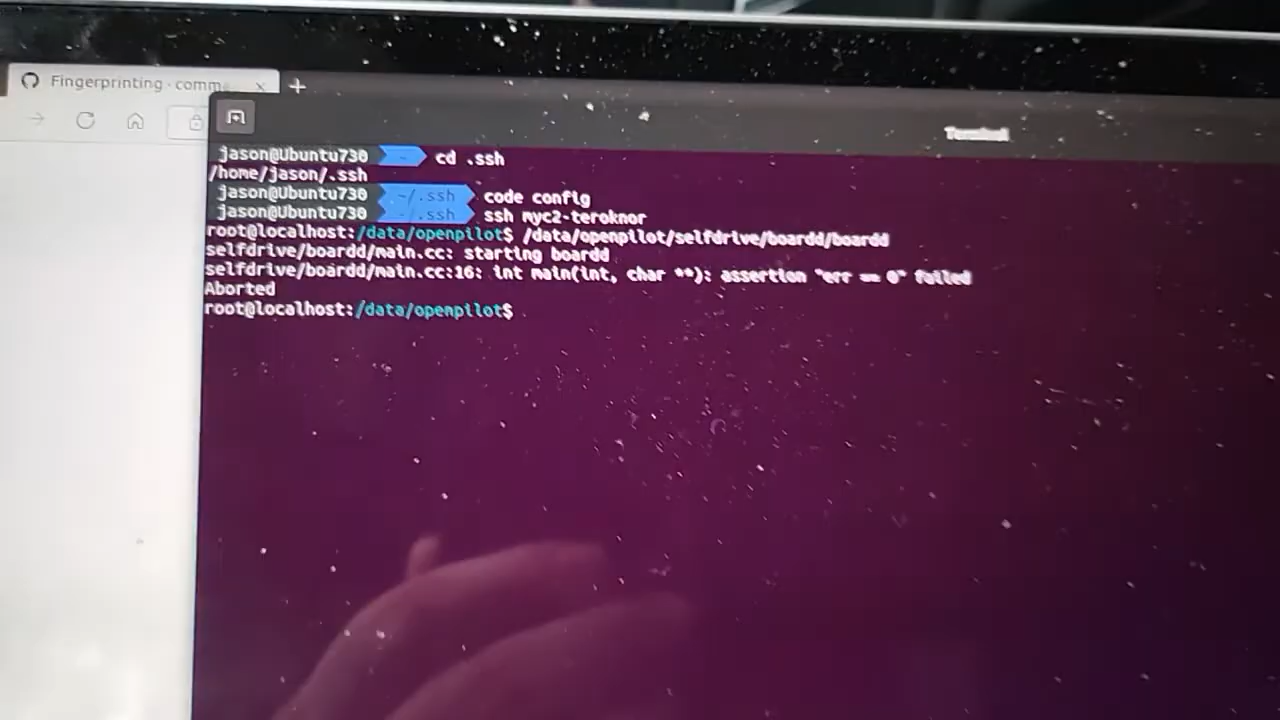 Fingerprinting · comm
Terminal
jason@Ubuntu730 ~ cd .ssh
/home/jason/.ssh
jason@Ubuntu730 ~/.ssh code config
jason@Ubuntu730 ~/.ssh ssh myc2-teroknor
root@localhost:/data/openpilot$ /data/openpilot/selfdrive/boardd/boardd
selfdrive/boardd/main.cc: starting boardd
selfdrive/boardd/main.cc:16: int main(int, char **): assertion "err == 0" failed
Aborted
root@localhost:/data/openpilot$